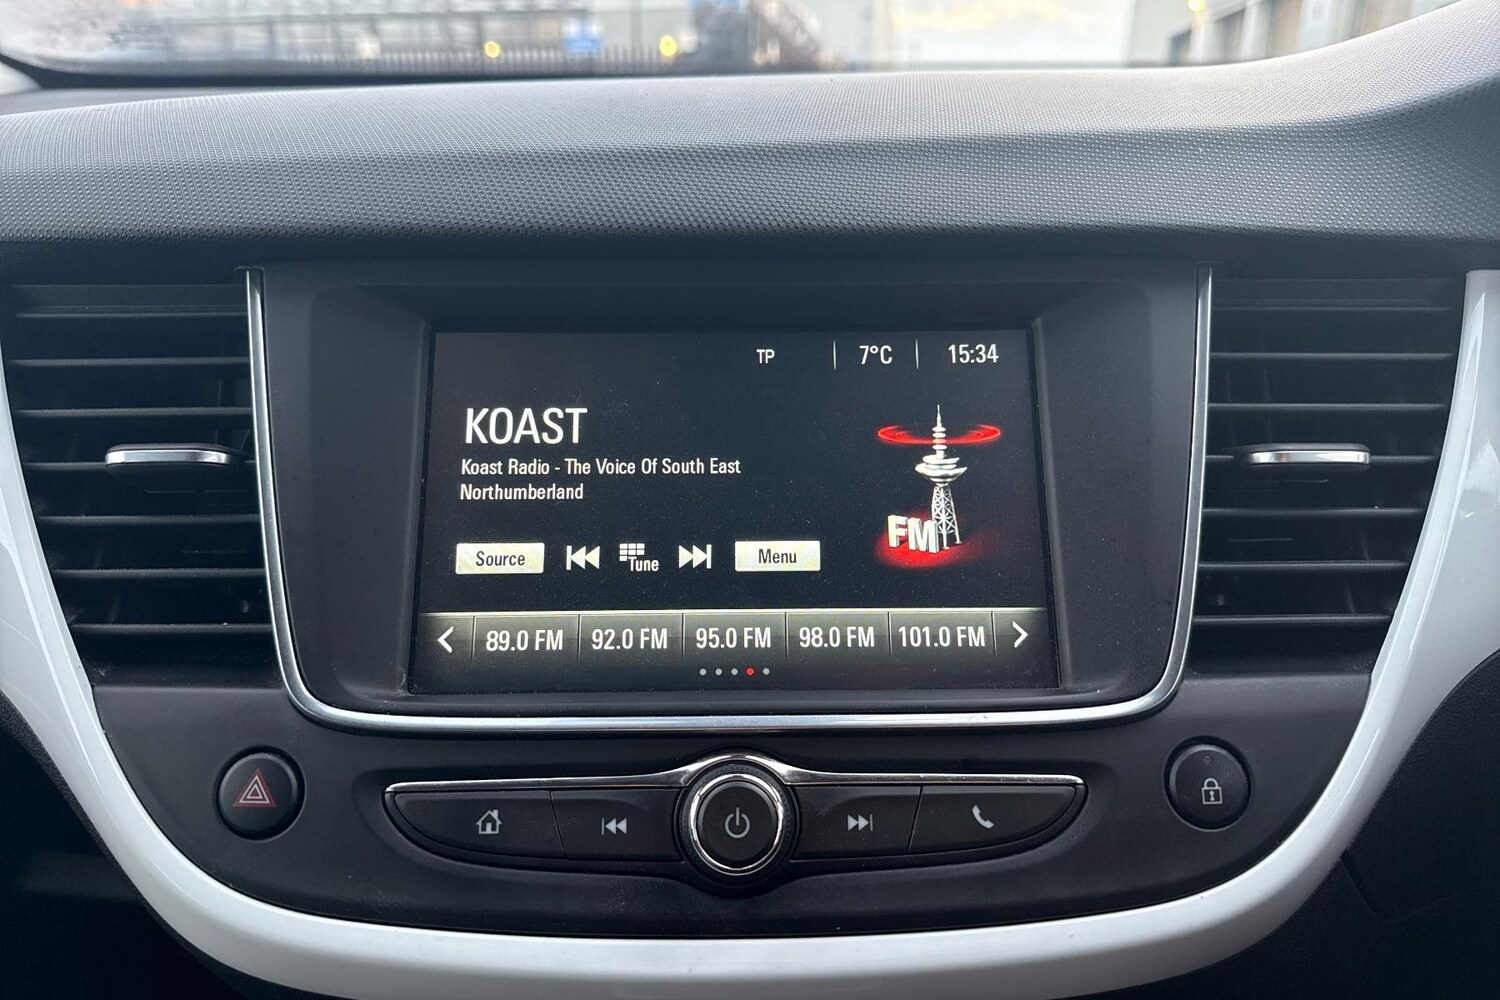 TP 7°C 15:34
KOAST
Koast Radio - The Voice Of South East
Northumberland
FM
Source Tune Menu
89.0 FM 92.0 FM 95.0 FM 98.0 FM 101.0 FM